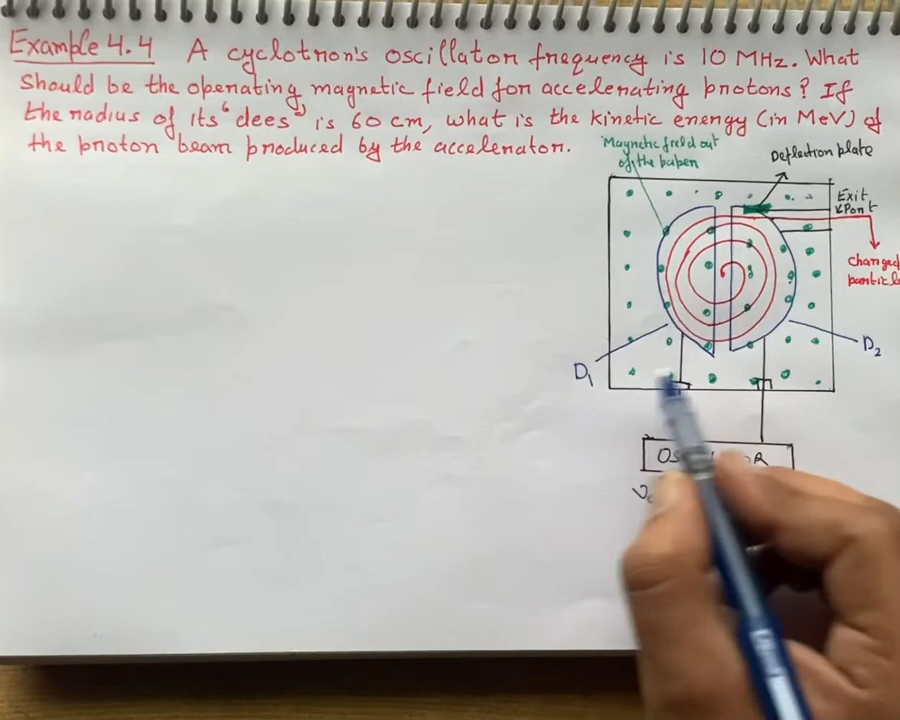 Example 4.4 A cyclotron's oscillator frequency is 10 MHz. What
should be the operating magnetic field for accelerating protons? If
the radius of its "dees" is 60 cm, what is the kinetic energy (in MeV) of
the proton beam produced by the accelerator.
Magnetic field out
of the paper
Deflection plate
Exit
Port
Charged
particle
D1
D2